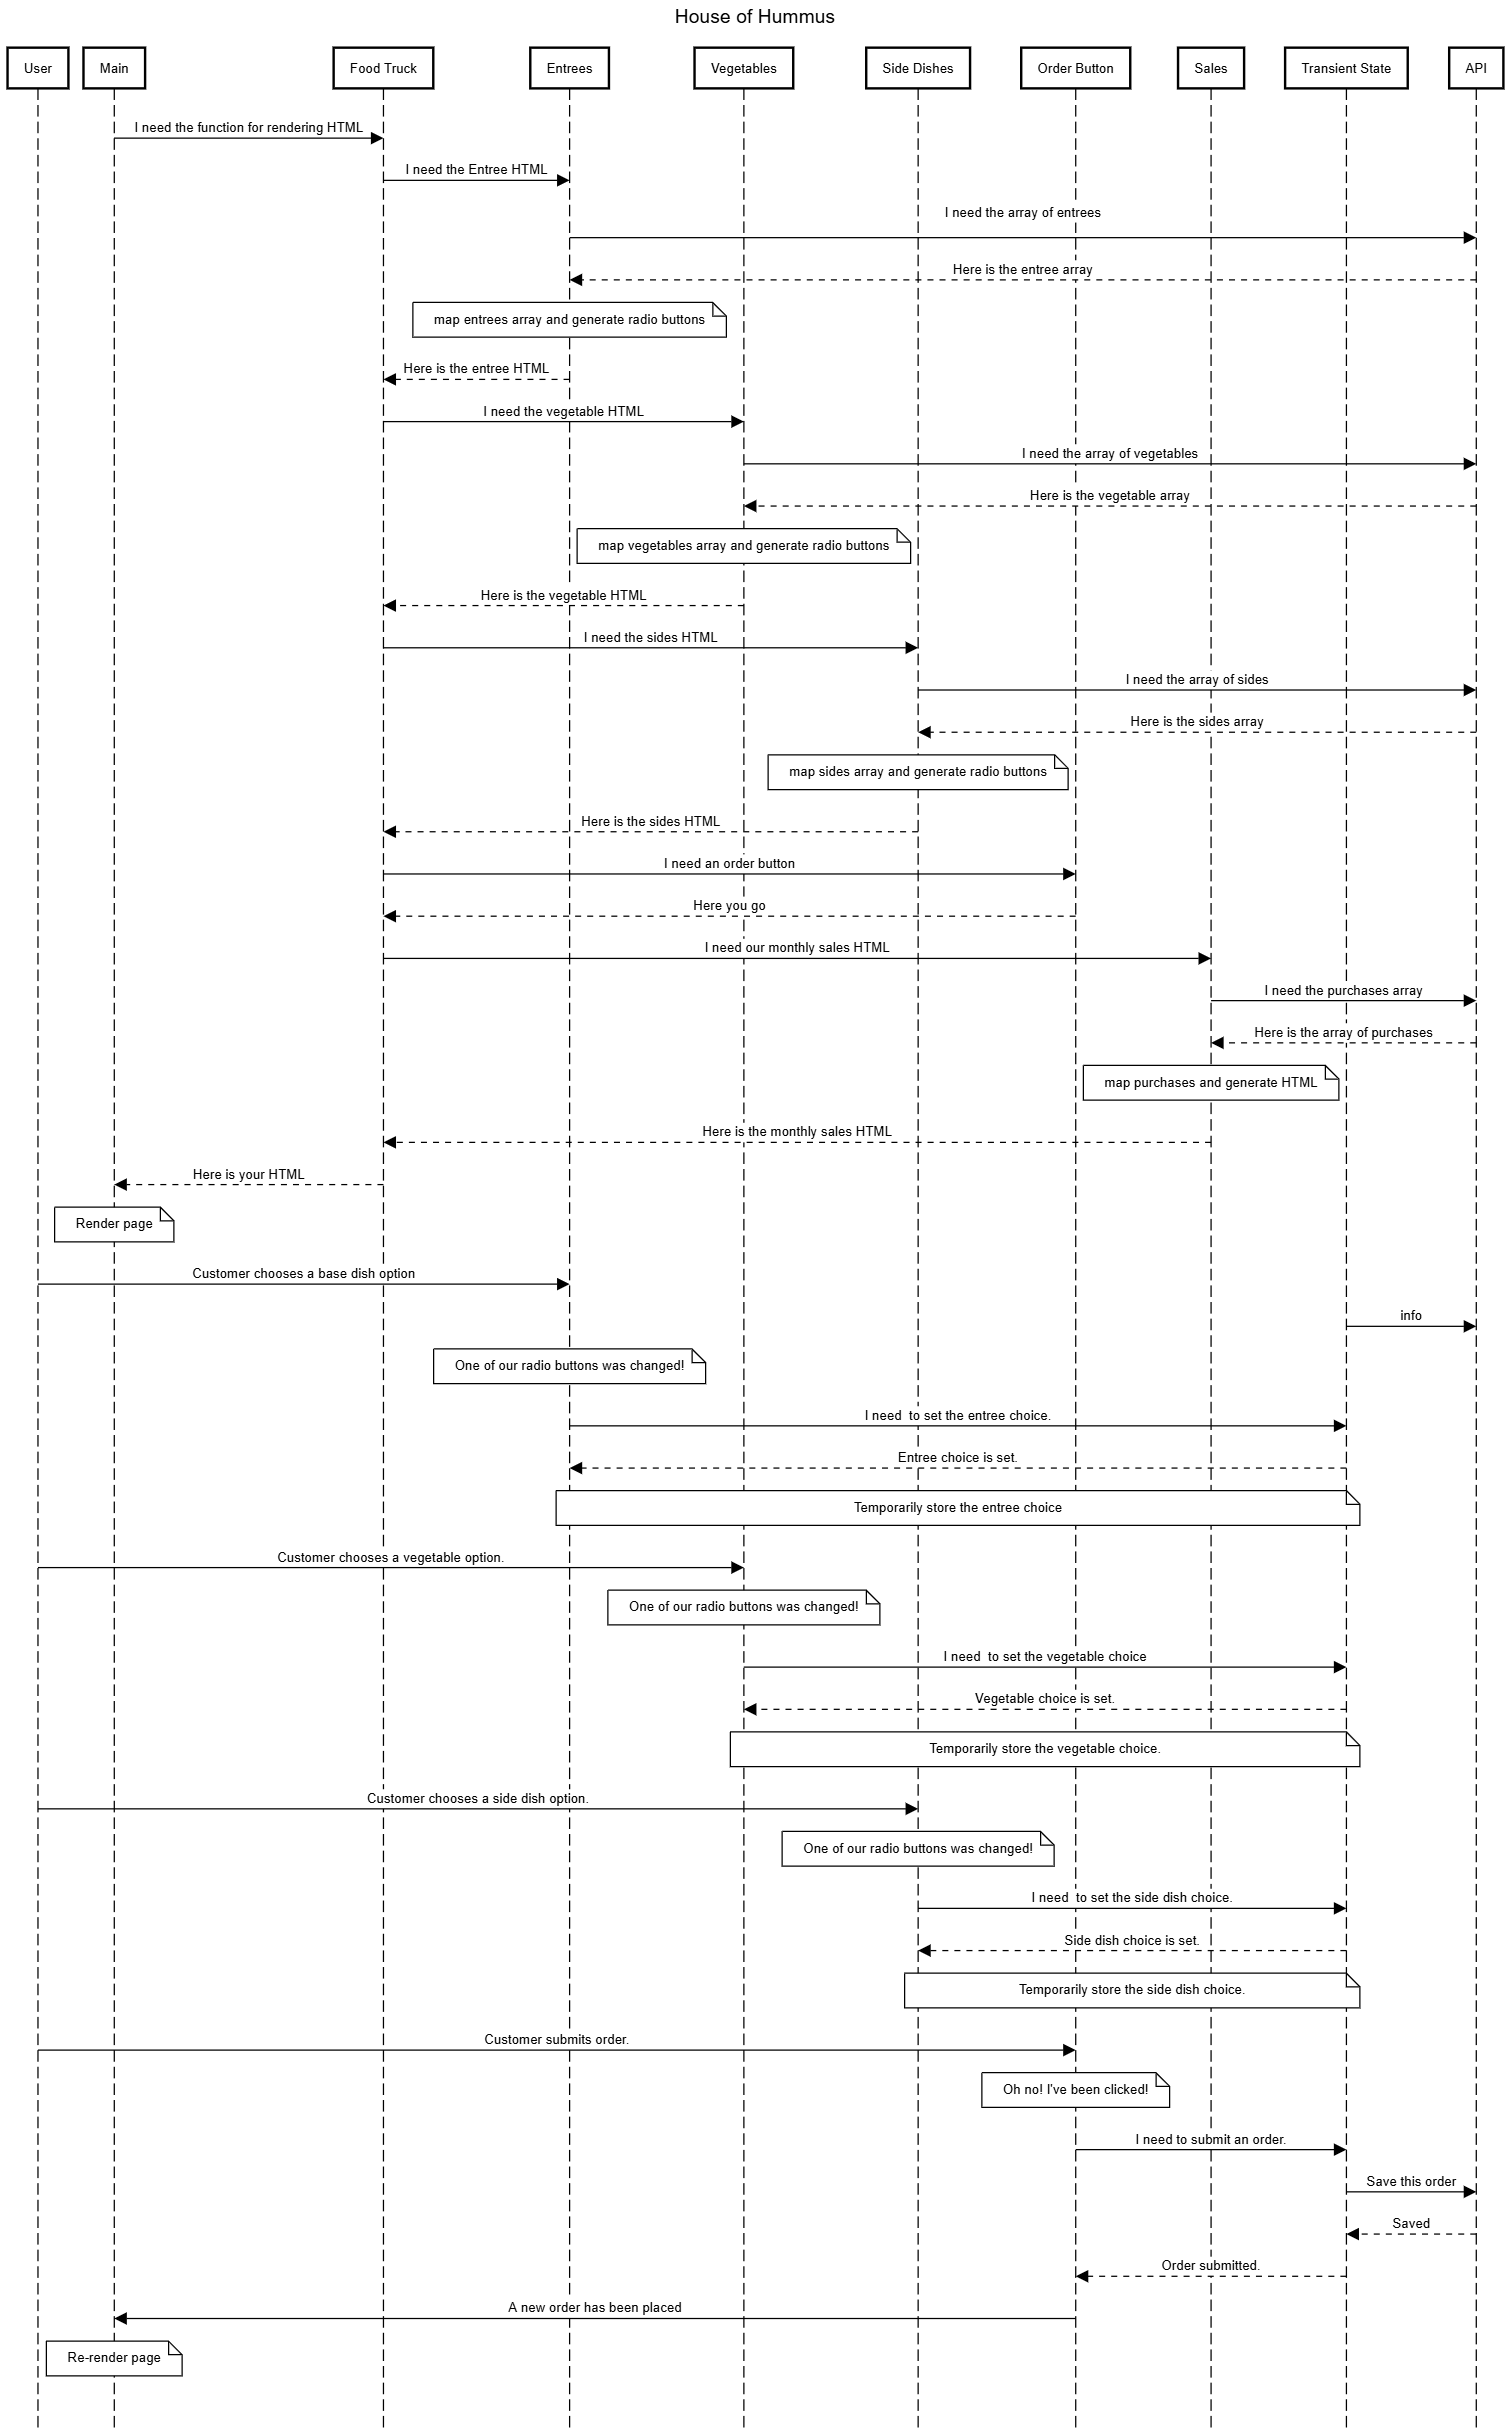 House of Hummus
User
Main
Food Truck
Entrees
Vegetables
Side Dishes
Order Button
Sales
Transient State
API
I need the function for rendering HTML
I need the Entree HTML
I need the array of entrees
Here is the entree array
map entrees array and generate radio buttons
Here is the entree HTML
I need the vegetable HTML
I need the array of vegetables
Here is the vegetable array
map vegetables array and generate radio buttons
Here is the vegetable HTML
I need the sides HTML
I need the array of sides
Here is the sides array
map sides array and generate radio buttons
Here is the sides HTML
I need an order button
Here you go
I need our monthly sales HTML
I need the purchases array
Here is the array of purchases
map purchases and generate HTML
Here is the monthly sales HTML
Here is your HTML
Render page
Customer chooses a base dish option
info
One of our radio buttons was changed!
I need  to set the entree choice.
Entree choice is set.
Temporarily store the entree choice
Customer chooses a vegetable option.
One of our radio buttons was changed!
I need  to set the vegetable choice
Vegetable choice is set.
Temporarily store the vegetable choice.
Customer chooses a side dish option.
One of our radio buttons was changed!
I need  to set the side dish choice.
Side dish choice is set.
Temporarily store the side dish choice.
Customer submits order.
Oh no! I've been clicked!
I need to submit an order.
Save this order
Saved
Order submitted.
A new order has been placed
Re-render page